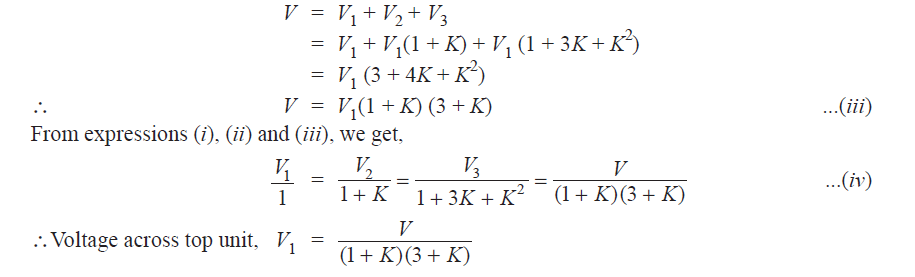 V = V₁ + V₂ + V₃
= V₁ + V₁(1 + K) + V₁ (1 + 3K + K²)
= V₁ (3 + 4K + K²)
∴ V = V₁(1 + K) (3 + K) ...(iii)
From expressions (i), (ii) and (iii), we get,
V₁/1 = V₂/(1 + K) = V₃/(1 + 3K + K²) = V/((1 + K)(3 + K)) ...(iv)
∴ Voltage across top unit, V₁ = V/((1 + K)(3 + K))